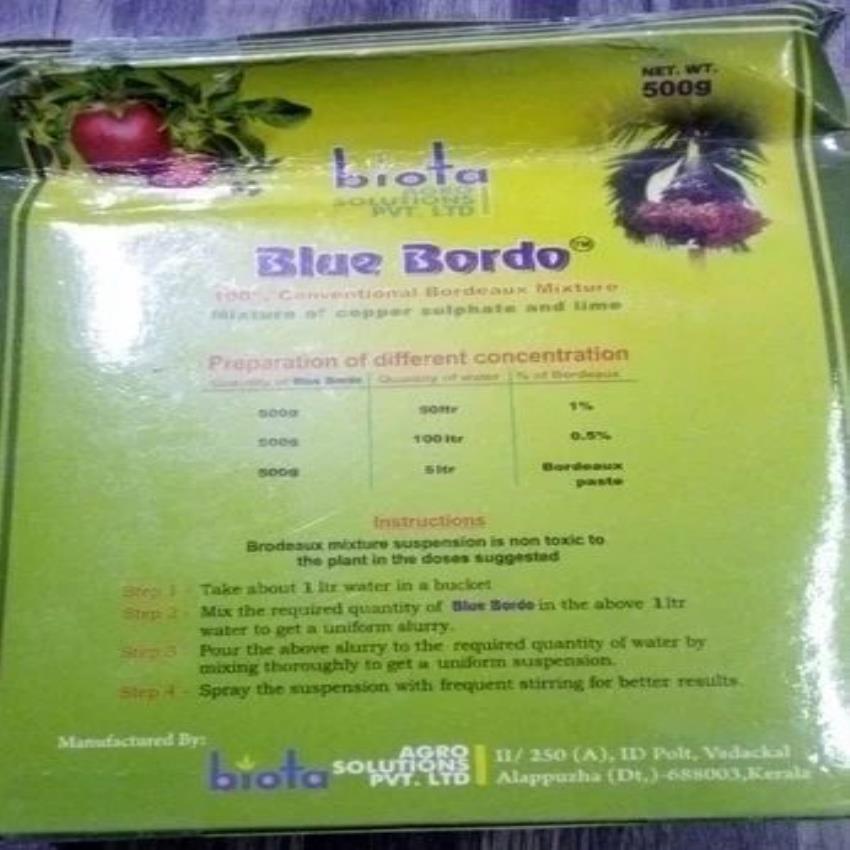 NET. WT.
500g
biota
AGRO
SOLUTIONS
PVT. LTD
Blue Bordo™
100% Conventional Bordeaux Mixture
Mixture of copper sulphate and lime
Preparation of different concentration
Quantity of Blue Bordo Quantity of water % of Bordeaux
500g 50ltr 1%
500g 100 ltr 0.5%
500g 5 ltr Bordeaux
paste
Instructions
Brodeaux mixture suspension is non toxic to
the plant in the doses suggested
Step 1 - Take about 1 ltr water in a bucket
Step 2 - Mix the required quantity of Blue Bordo in the above 1 ltr
water to get a uniform slurry.
Step 3 - Pour the above slurry to the required quantity of water by
mixing thoroughly to get a uniform suspension.
Step 4 - Spray the suspension with frequent stirring for better results.
Manufactured By:
biota AGRO
SOLUTIONS
PVT. LTD
II/ 250 (A), ID Polt, Vadackal
Alappuzha (Dt,)-688003,Kerala